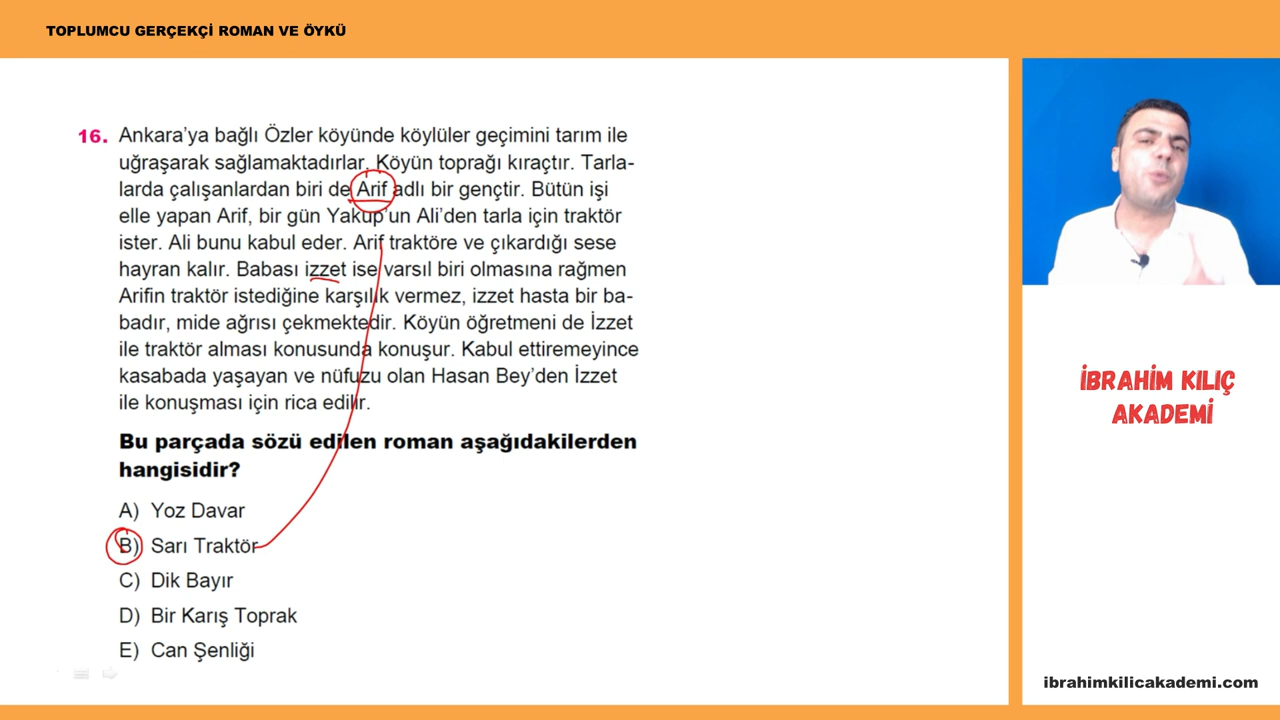 TOPLUMCU GERÇEKÇİ ROMAN VE ÖYKÜ
16. Ankara'ya bağlı Özler köyünde köylüler geçimini tarım ile
uğraşarak sağlamaktadırlar. Köyün toprağı kıraçtır. Tarla-
larda çalışanlardan biri de Arif adlı bir gençtir. Bütün işi
elle yapan Arif, bir gün Yakup'un Ali'den tarla için traktör
ister. Ali bunu kabul eder. Arif traktöre ve çıkardığı sese
hayran kalır. Babası izzet ise varsıl biri olmasına rağmen
Arifin traktör istediğine karşılık vermez, izzet hasta bir ba-
badır, mide ağrısı çekmektedir. Köyün öğretmeni de İzzet
ile traktör alması konusunda konuşur. Kabul ettiremeyince
kasabada yaşayan ve nüfuzu olan Hasan Bey'den İzzet
ile konuşması için rica edilir.
Bu parçada sözü edilen roman aşağıdakilerden
hangisidir?
A) Yoz Davar
B) Sarı Traktör
C) Dik Bayır
D) Bir Karış Toprak
E) Can Şenliği
İBRAHİM KILIÇ
AKADEMİ
ibrahimkilicakademi.com